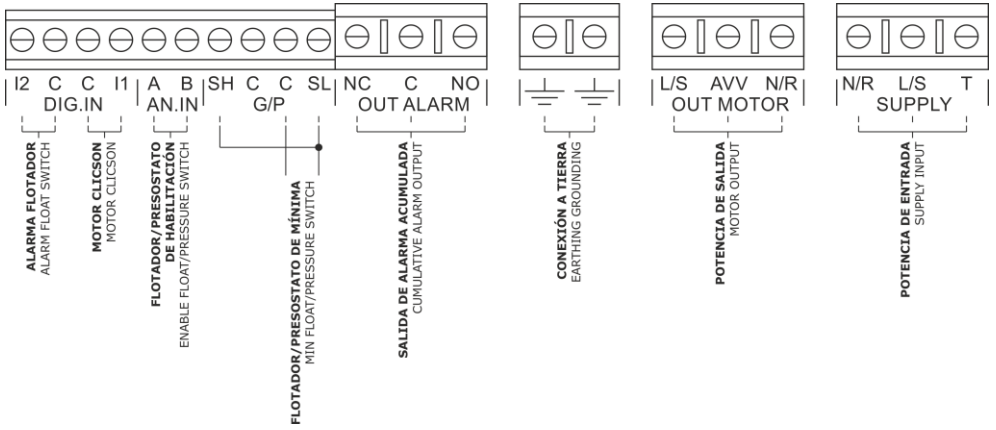 I2 C C I1 A B SH C C SL NC C NO L/S AVV N/R N/R L/S T
DIG.IN AN.IN G/P OUT ALARM OUT MOTOR SUPPLY
ALARMA FLOTADOR
ALARM FLOAT SWITCH
MOTOR CLICSON
MOTOR CLICSON
FLOTADOR/PRESOSTATO
DE HABILITACIÓN
ENABLE FLOAT/PRESSURE SWITCH
FLOTADOR/PRESOSTATO DE MÍNIMA
MIN FLOAT/PRESSURE SWITCH
SALIDA DE ALARMA ACUMULADA
CUMULATIVE ALARM OUTPUT
CONEXIÓN A TIERRA
EARTHING GROUNDING
POTENCIA DE SALIDA
MOTOR OUTPUT
POTENCIA DE ENTRADA
SUPPLY INPUT